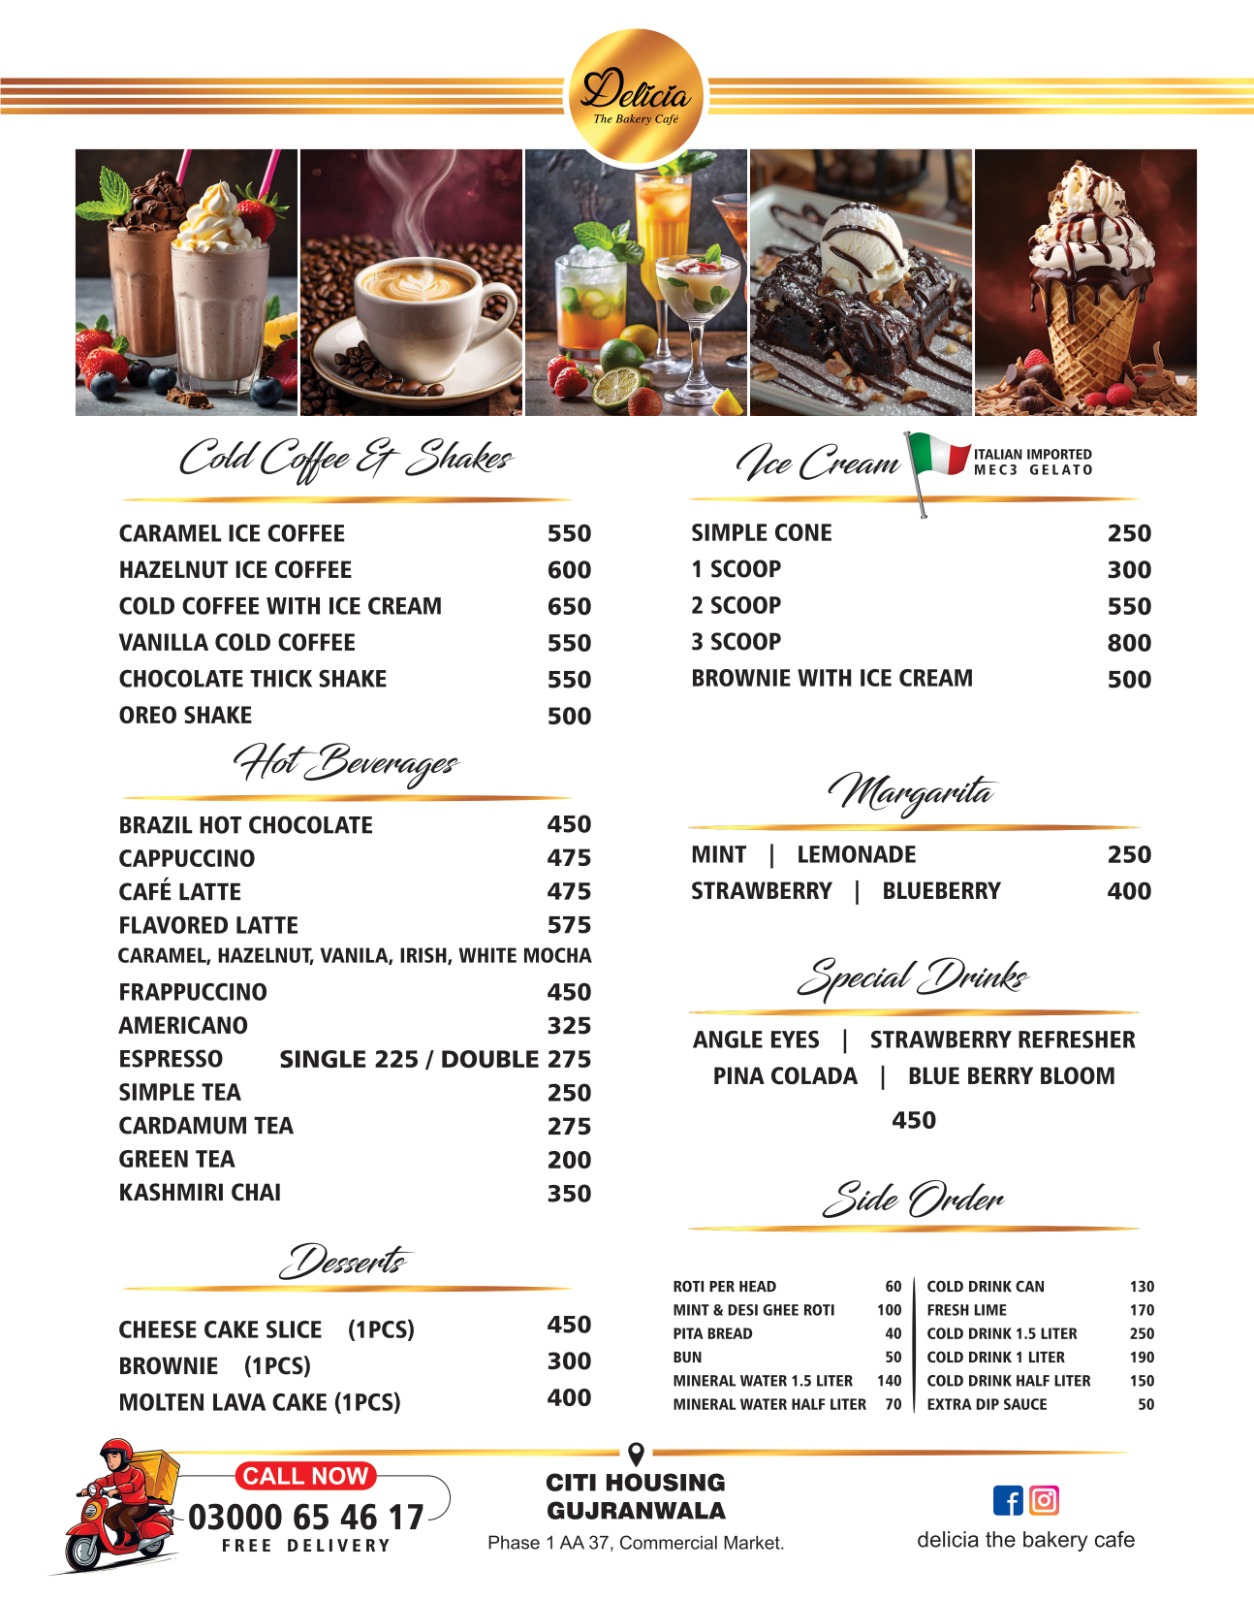 Delicia
The Bakery Café
Cold Coffee & Shakes
CARAMEL ICE COFFEE 550
HAZELNUT ICE COFFEE 600
COLD COFFEE WITH ICE CREAM 650
VANILLA COLD COFFEE 550
CHOCOLATE THICK SHAKE 550
OREO SHAKE 500
Hot Beverages
BRAZIL HOT CHOCOLATE 450
CAPPUCCINO 475
CAFÉ LATTE 475
FLAVORED LATTE 575
CARAMEL, HAZELNUT, VANILA, IRISH, WHITE MOCHA
FRAPPUCCINO 450
AMERICANO 325
ESPRESSO SINGLE 225 / DOUBLE 275
SIMPLE TEA 250
CARDAMUM TEA 275
GREEN TEA 200
KASHMIRI CHAI 350
Desserts
CHEESE CAKE SLICE (1PCS) 450
BROWNIE (1PCS) 300
MOLTEN LAVA CAKE (1PCS) 400
Ice Cream
ITALIAN IMPORTED
MEC3 GELATO
SIMPLE CONE 250
1 SCOOP 300
2 SCOOP 550
3 SCOOP 800
BROWNIE WITH ICE CREAM 500
Margarita
MINT | LEMONADE 250
STRAWBERRY | BLUEBERRY 400
Special Drinks
ANGLE EYES | STRAWBERRY REFRESHER
PINA COLADA | BLUE BERRY BLOOM
450
Side Order
ROTI PER HEAD 60
MINT & DESI GHEE ROTI 100
PITA BREAD 40
BUN 50
MINERAL WATER 1.5 LITER 140
MINERAL WATER HALF LITER 70
COLD DRINK CAN 130
FRESH LIME 170
COLD DRINK 1.5 LITER 250
COLD DRINK 1 LITER 190
COLD DRINK HALF LITER 150
EXTRA DIP SAUCE 50
CALL NOW
03000 65 46 17
FREE DELIVERY
CITI HOUSING
GUJRANWALA
Phase 1 AA 37, Commercial Market.
delicia the bakery cafe